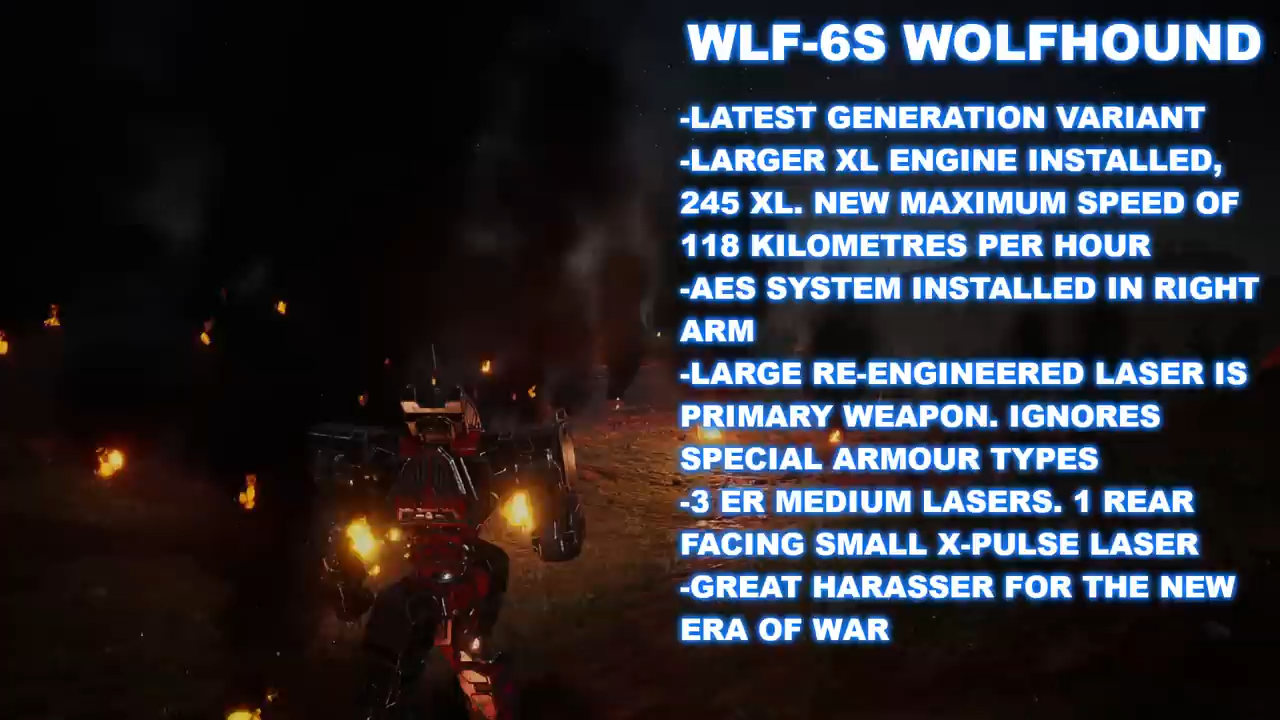 WLF-6S WOLFHOUND
-LATEST GENERATION VARIANT
-LARGER XL ENGINE INSTALLED,
245 XL. NEW MAXIMUM SPEED OF
118 KILOMETRES PER HOUR
-AES SYSTEM INSTALLED IN RIGHT
ARM
-LARGE RE-ENGINEERED LASER IS
PRIMARY WEAPON. IGNORES
SPECIAL ARMOUR TYPES
-3 ER MEDIUM LASERS. 1 REAR
FACING SMALL X-PULSE LASER
-GREAT HARASSER FOR THE NEW
ERA OF WAR